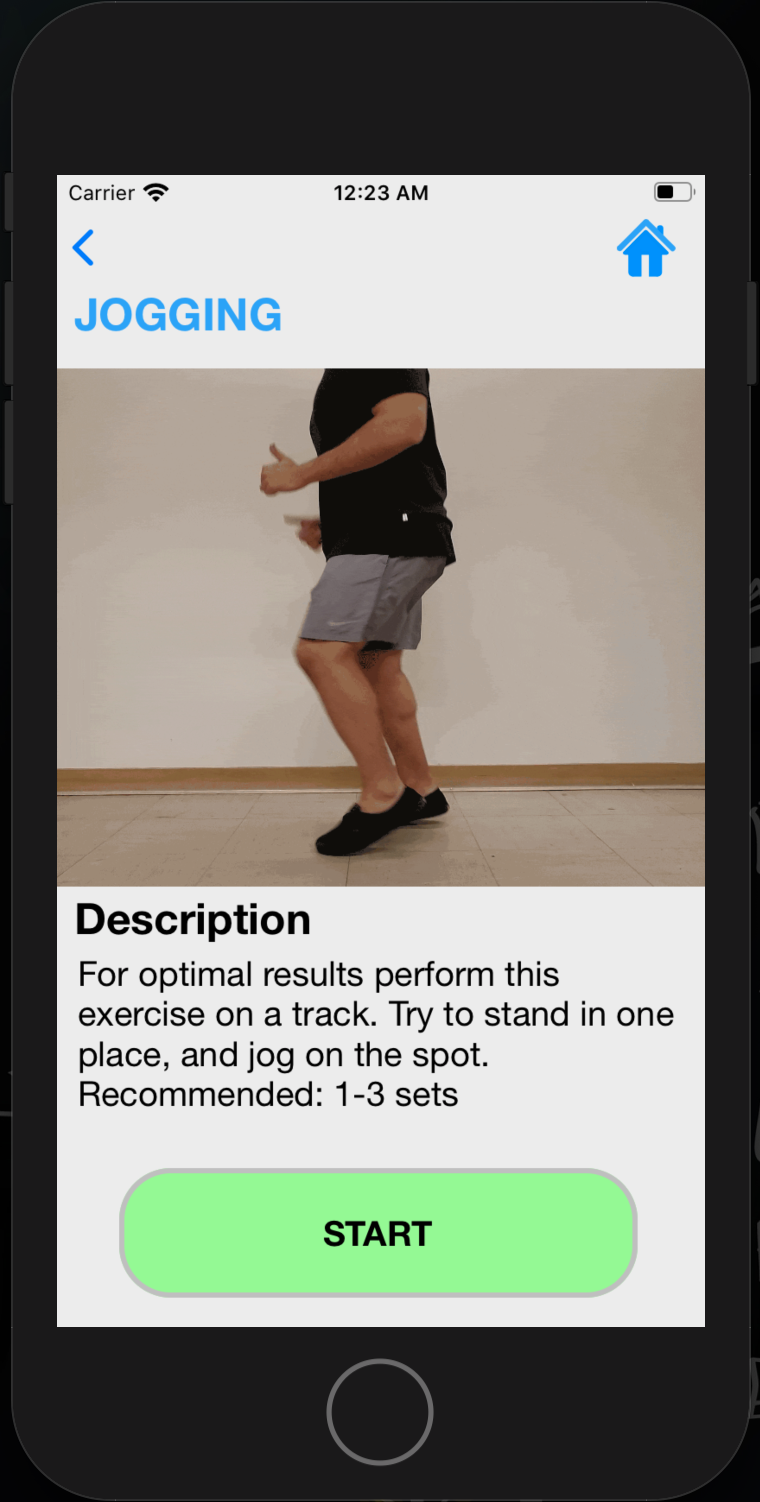 Carrier 12:23 AM
JOGGING
Description
For optimal results perform this
exercise on a track. Try to stand in one
place, and jog on the spot.
Recommended: 1-3 sets
START